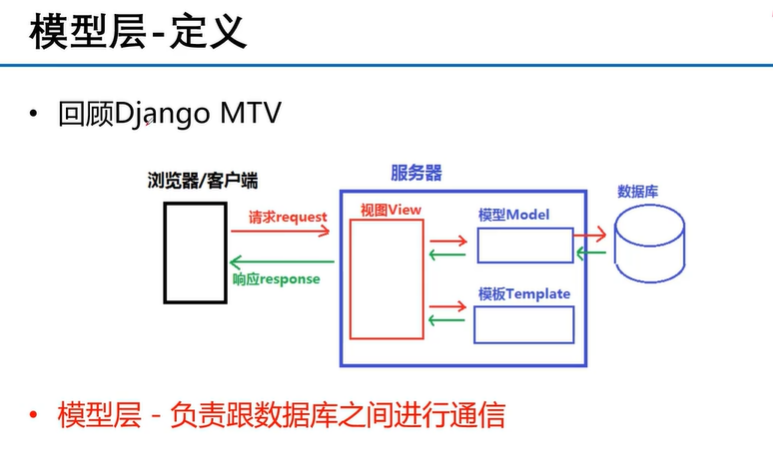 模型层-定义
• 回顾Django MTV
浏览器/客户端
服务器
数据库
请求request
视图View
模型Model
响应response
模板Template
• 模型层 - 负责跟数据库之间进行通信